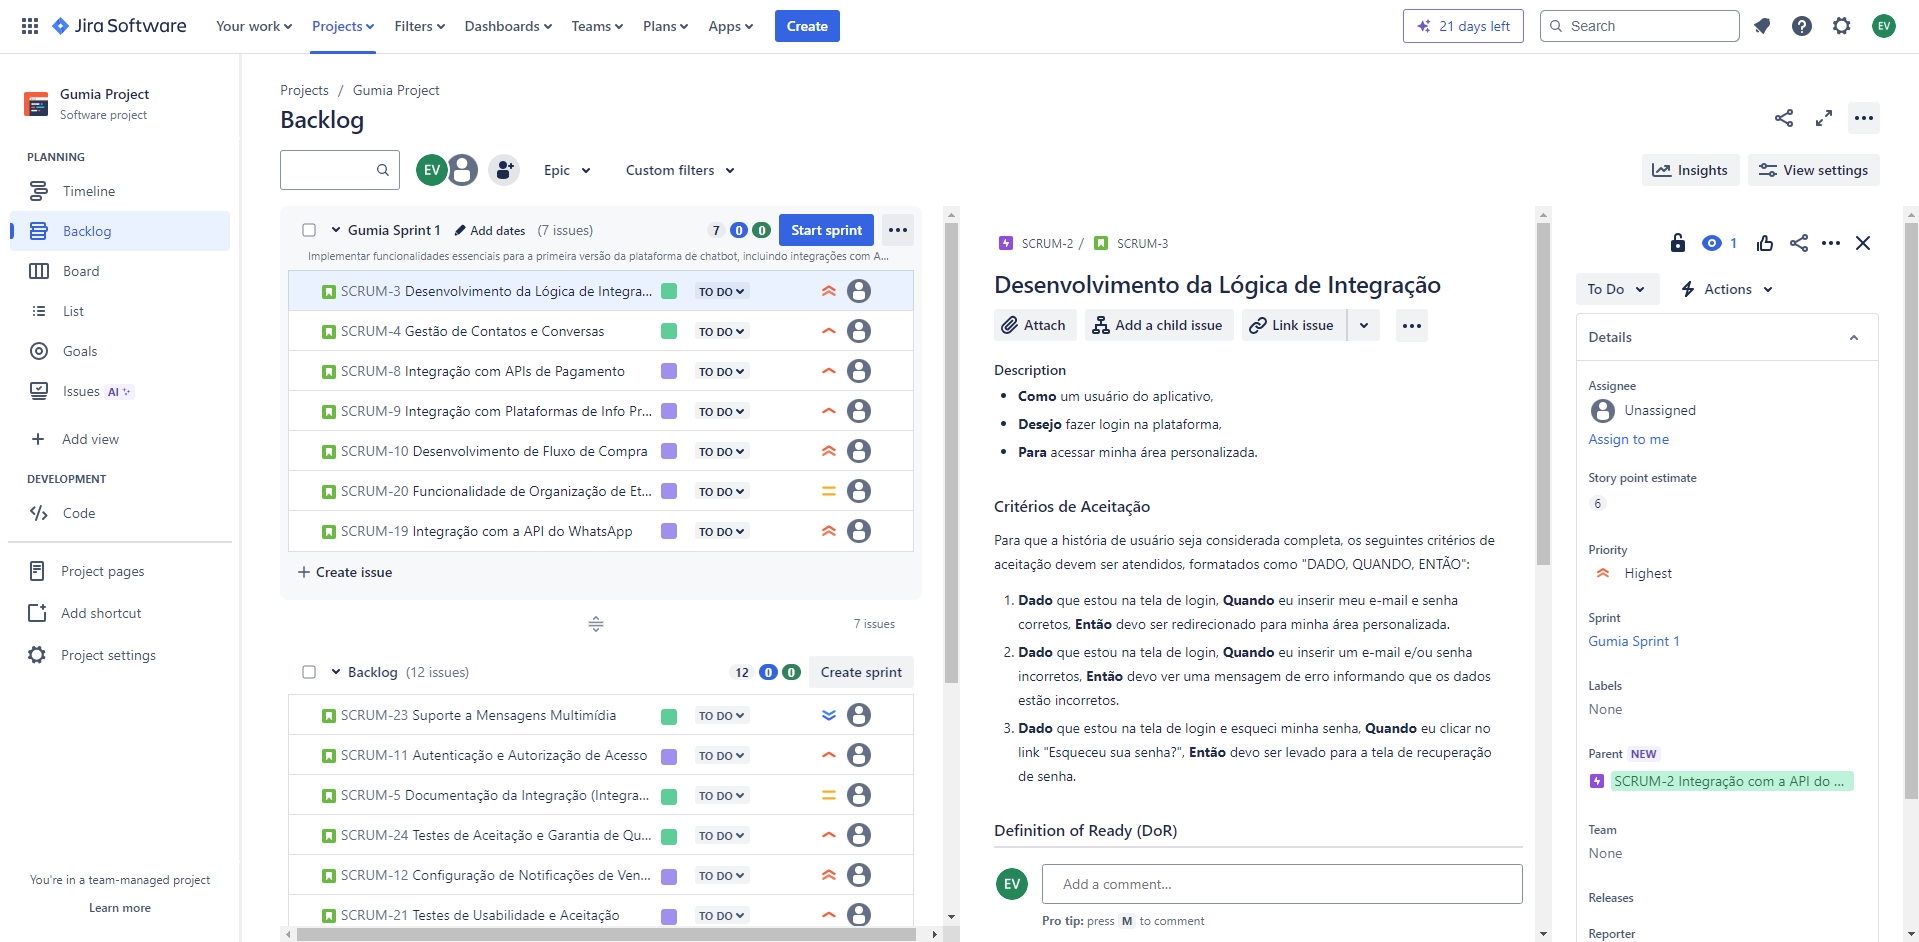 Jira Software
Your work
Projects
Filters
Dashboards
Teams
Plans
Apps
Create
21 days left
Search
EV
Gumia Project
Software project
PLANNING
Timeline
Backlog
Board
List
Goals
Issues AI
Add view
DEVELOPMENT
Code
Project pages
Add shortcut
Project settings
You're in a team-managed project
Learn more
Projects / Gumia Project
Backlog
EV
Epic
Custom filters
Insights
View settings
Gumia Sprint 1 Add dates (7 issues) 7 0 0 Start sprint
Implementar funcionalidades essenciais para a primeira versão da plataforma de chatbot, incluindo integrações com A...
SCRUM-3 Desenvolvimento da Lógica de Integra... TO DO
SCRUM-4 Gestão de Contatos e Conversas TO DO
SCRUM-8 Integração com APIs de Pagamento TO DO
SCRUM-9 Integração com Plataformas de Info Pr... TO DO
SCRUM-10 Desenvolvimento de Fluxo de Compra TO DO
SCRUM-20 Funcionalidade de Organização de Et... TO DO
SCRUM-19 Integração com a API do WhatsApp TO DO
Create issue
7 issues
Backlog (12 issues) 12 0 0 Create sprint
SCRUM-23 Suporte a Mensagens Multimídia TO DO
SCRUM-11 Autenticação e Autorização de Acesso TO DO
SCRUM-5 Documentação da Integração (Integra... TO DO
SCRUM-24 Testes de Aceitação e Garantia de Qu... TO DO
SCRUM-12 Configuração de Notificações de Ven... TO DO
SCRUM-21 Testes de Usabilidade e Aceitação TO DO
SCRUM-2 / SCRUM-3
1
Desenvolvimento da Lógica de Integração
Attach
Add a child issue
Link issue
Description
Como um usuário do aplicativo,
Desejo fazer login na plataforma,
Para acessar minha área personalizada.
Critérios de Aceitação
Para que a história de usuário seja considerada completa, os seguintes critérios de
aceitação devem ser atendidos, formatados como "DADO, QUANDO, ENTÃO":
1. Dado que estou na tela de login, Quando eu inserir meu e-mail e senha
corretos, Então devo ser redirecionado para minha área personalizada.
2. Dado que estou na tela de login, Quando eu inserir um e-mail e/ou senha
incorretos, Então devo ver uma mensagem de erro informando que os dados
estão incorretos.
3. Dado que estou na tela de login e esqueci minha senha, Quando eu clicar no
link "Esqueceu sua senha?", Então devo ser levado para a tela de recuperação
de senha.
Definition of Ready (DoR)
EV
Add a comment...
Pro tip: press M to comment
To Do
Actions
Details
Assignee
Unassigned
Assign to me
Story point estimate
6
Priority
Highest
Sprint
Gumia Sprint 1
Labels
None
Parent NEW
SCRUM-2 Integração com a API do ...
Team
None
Releases
Reporter